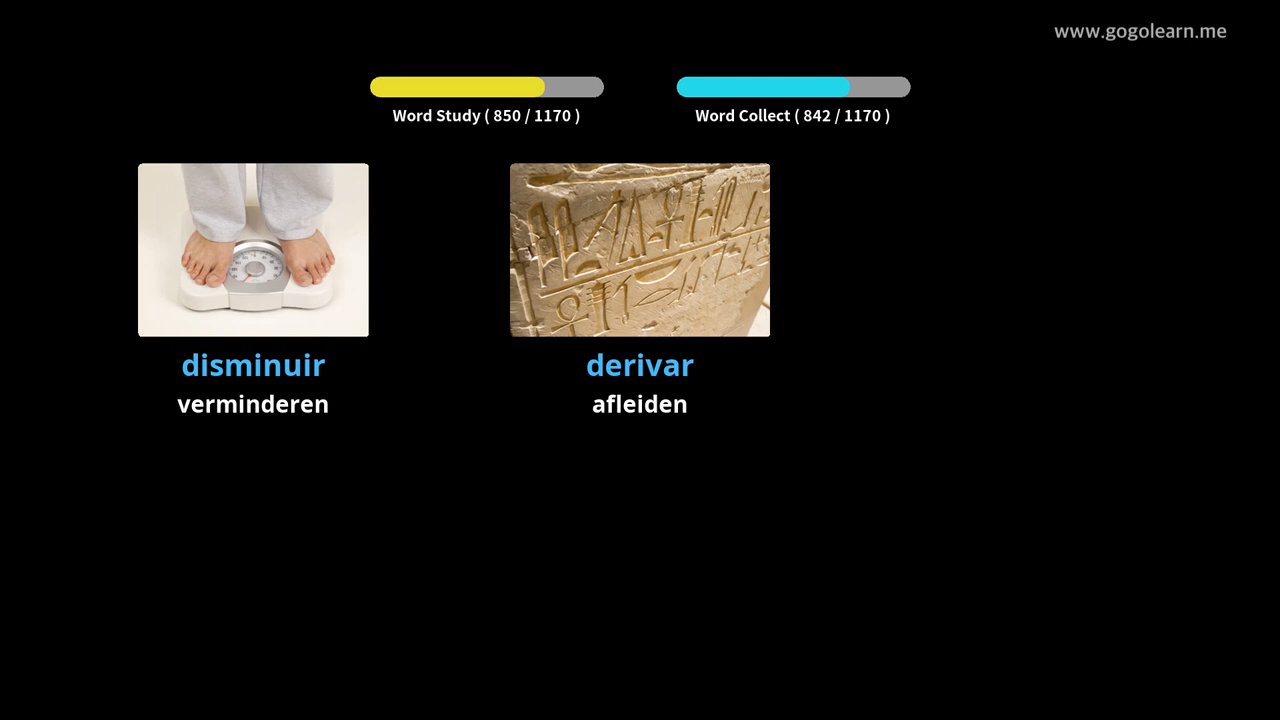 www.gogolearn.me
Word Study ( 850 / 1170 )
Word Collect ( 842 / 1170 )
disminuir
verminderen
derivar
afleiden